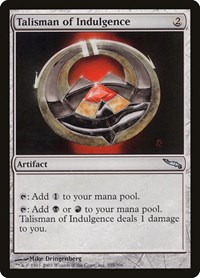 Talisman of Indulgence 2
Artifact
: Add 1 to your mana pool.
: Add or to your mana pool.
Talisman of Indulgence deals 1 damage
to you.
Mike Dringenberg